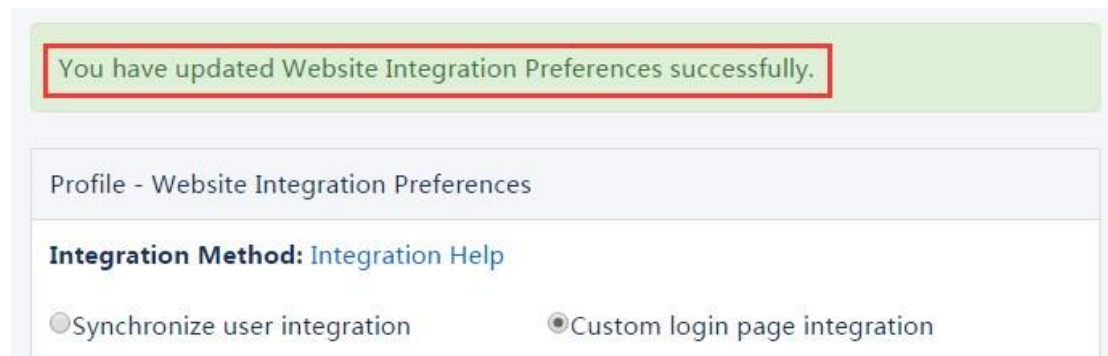 You have updated Website Integration Preferences successfully.
Profile - Website Integration Preferences
Integration Method: Integration Help
Synchronize user integration Custom login page integration